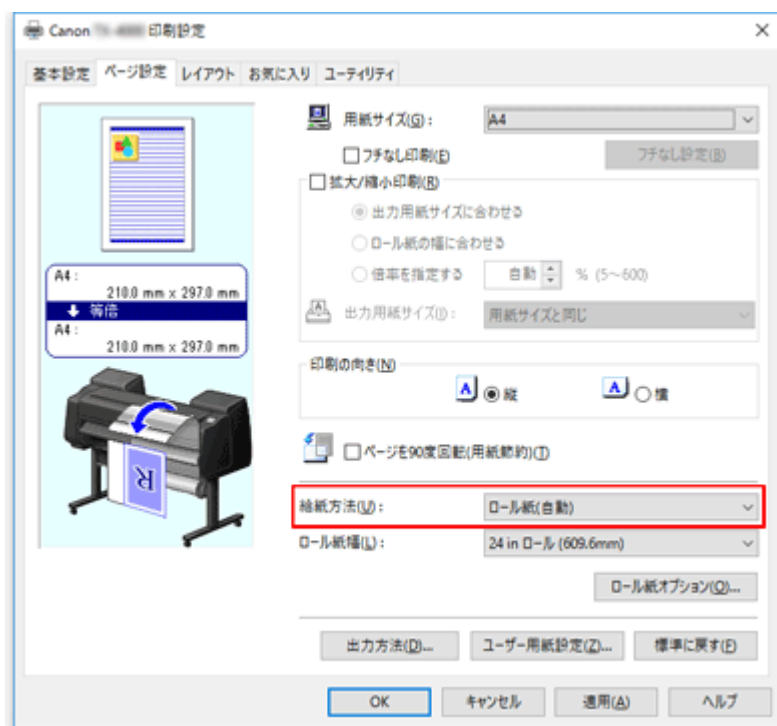 Canon 印刷設定
基本設定 ページ設定 レイアウト お気に入り ユーティリティ
用紙サイズ(G): A4
フチなし印刷(E) フチなし設定(B)
拡大/縮小印刷(R)
出力用紙サイズに合わせる
ロール紙の幅に合わせる
倍率を指定する 自動 % (5~600)
出力用紙サイズ(I): 用紙サイズと同じ
A4 :
210.0 mm x 297.0 mm
等倍
A4 :
210.0 mm x 297.0 mm
印刷の向き(N)
A 縦 A 横
ページを90度回転(用紙節約)(T)
R
給紙方法(U): ロール紙(自動)
ロール紙幅(L): 24 in ロール (609.6mm)
ロール紙オプション(O)...
出力方法(D)... ユーザー用紙設定(Z)... 標準に戻す(F)
OK キャンセル 適用(A) ヘルプ